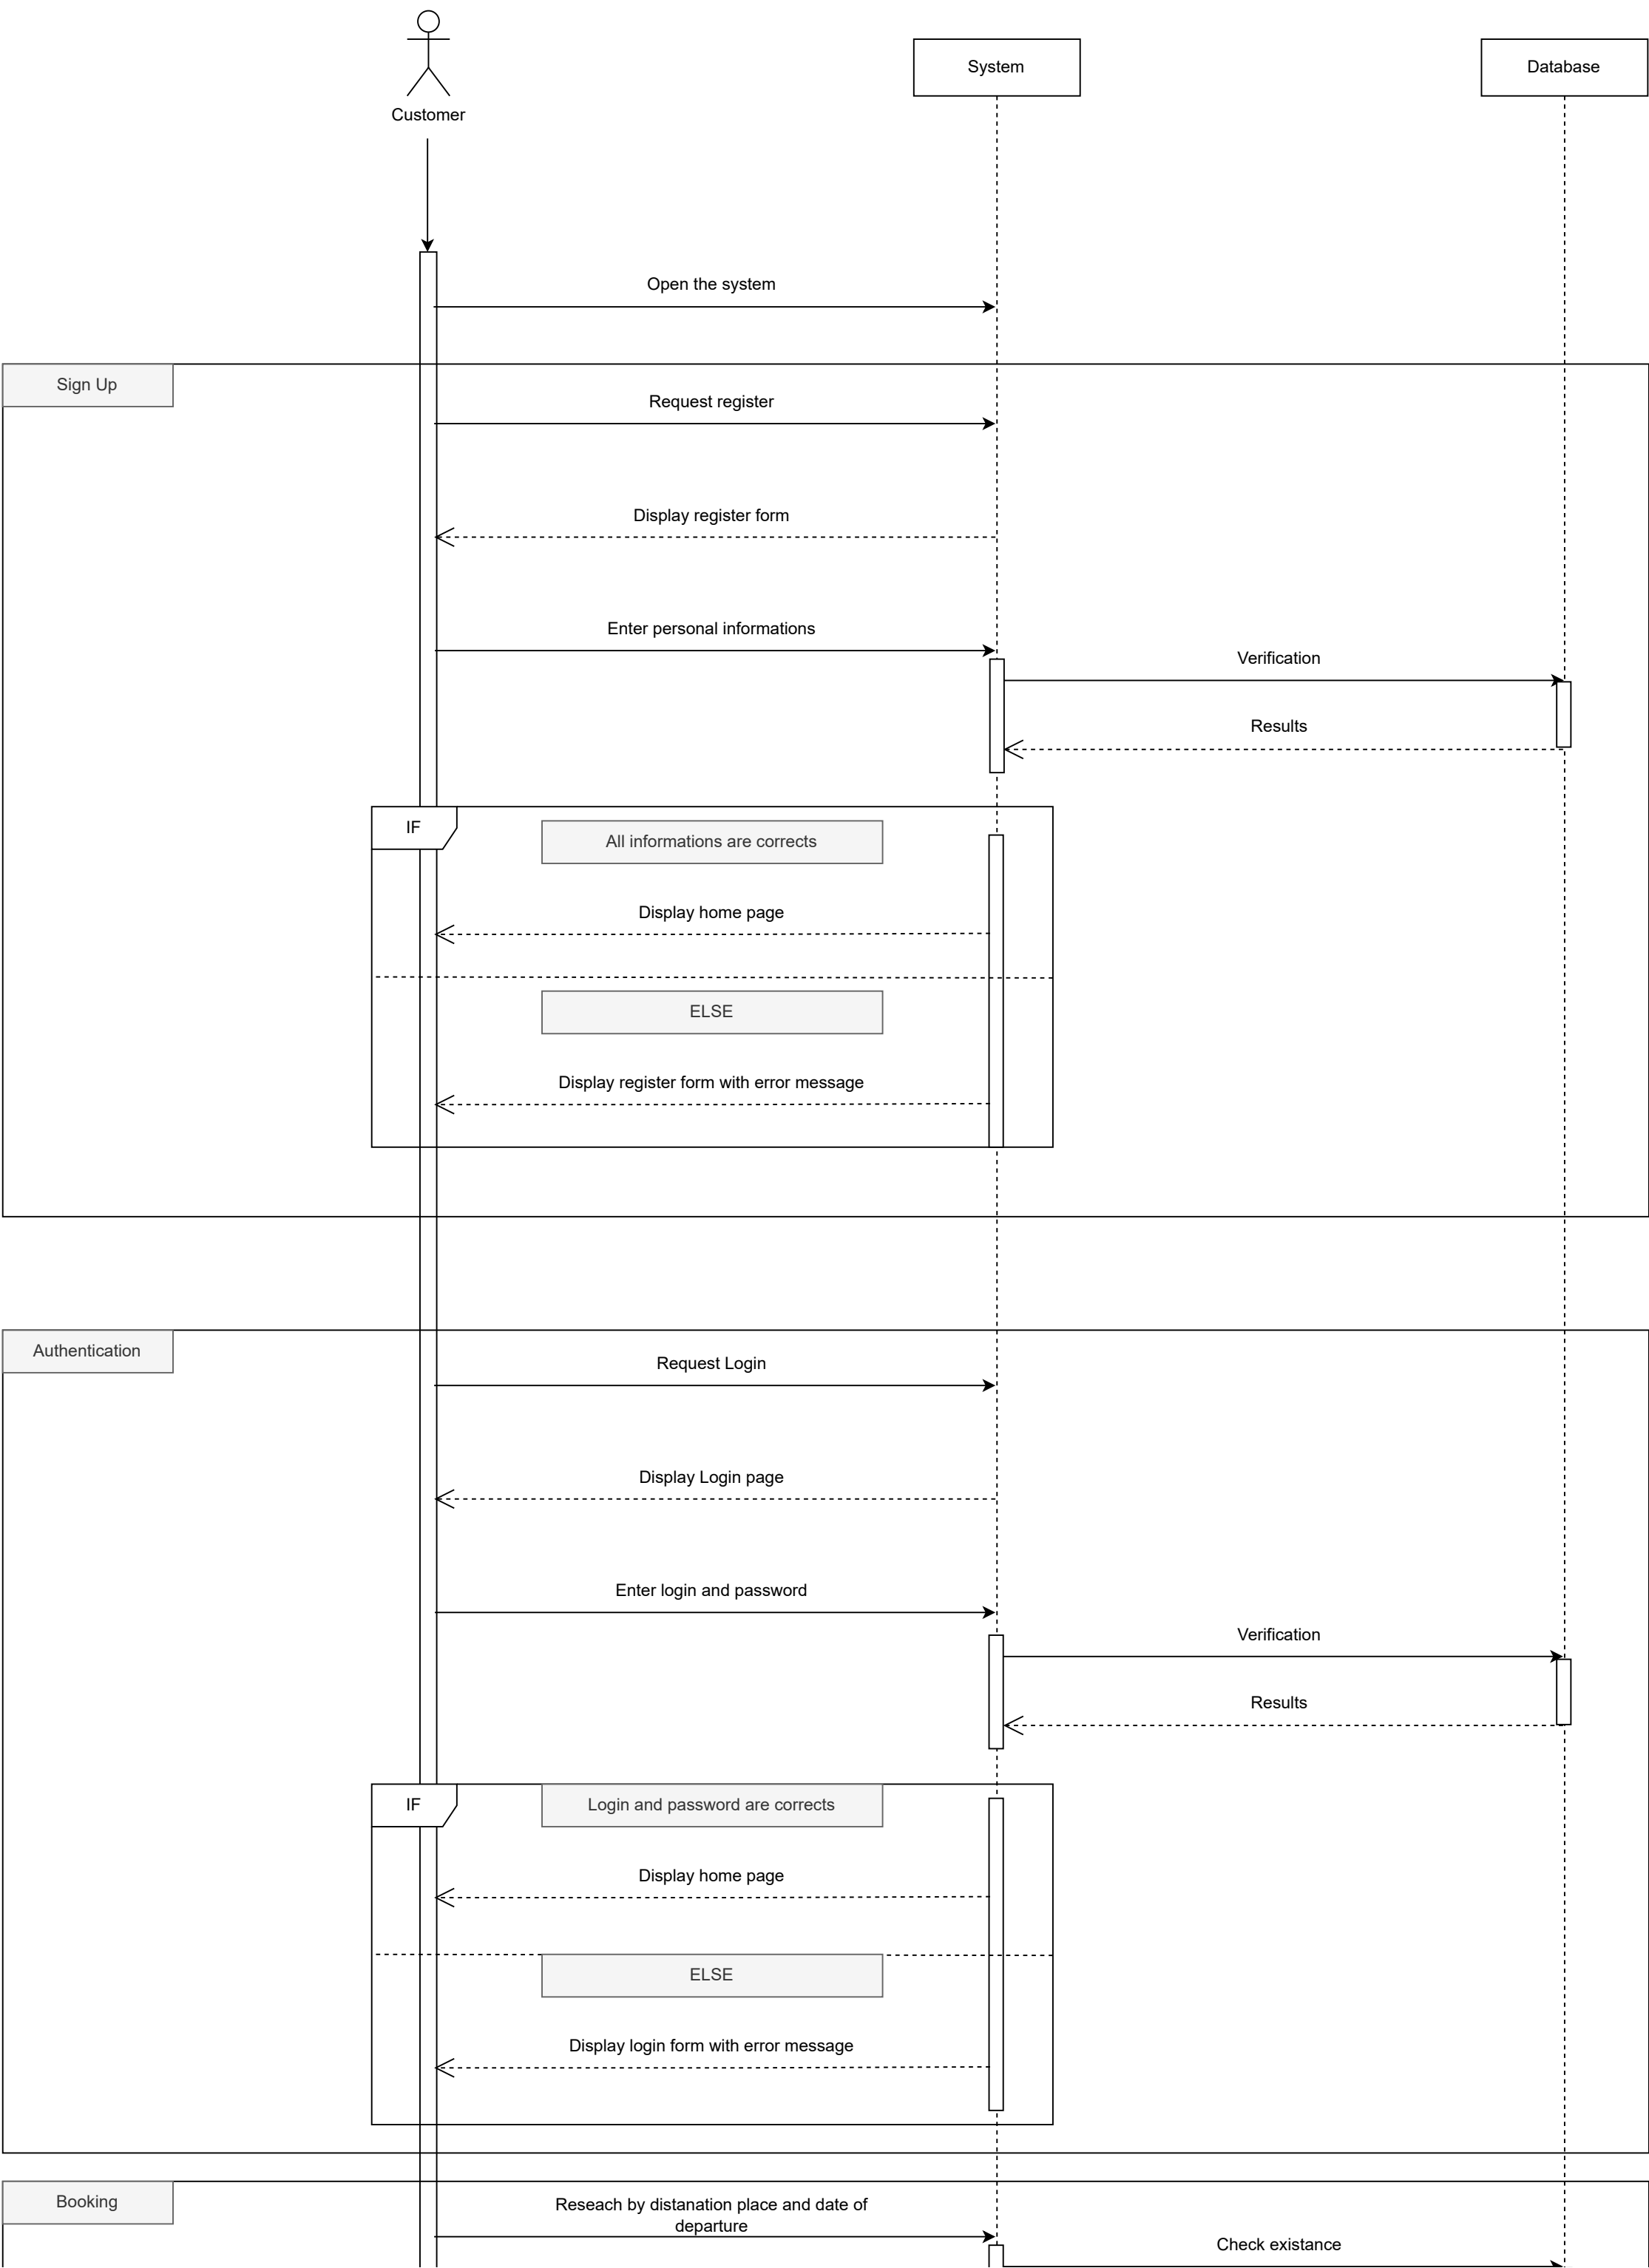 Customer
System
Database
Open the system
Sign Up
Request register
Display register form
Enter personal informations
Verification
Results
IF
All informations are corrects
Display home page
ELSE
Display register form with error message
Authentication
Request Login
Display Login page
Enter login and password
Verification
Results
IF
Login and password are corrects
Display home page
ELSE
Display login form with error message
Booking
Reseach by distanation place and date of
departure
Check existance